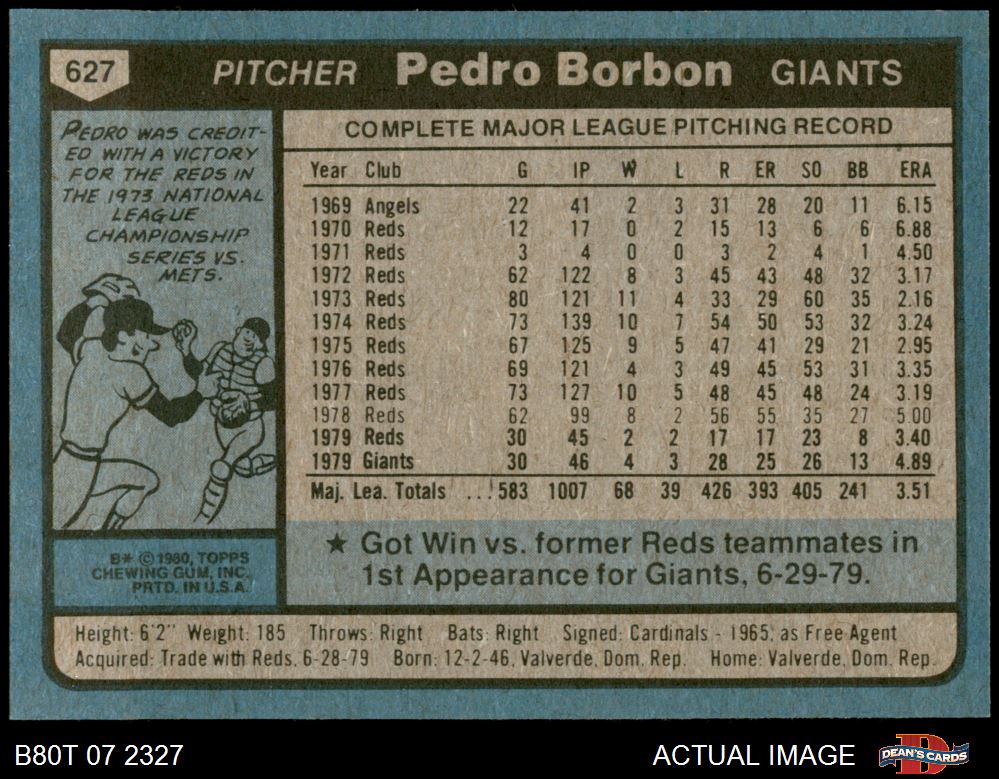 627 PITCHER Pedro Borbon GIANTS
PEDRO WAS CREDIT-
ED WITH A VICTORY
FOR THE REDS IN
THE 1973 NATIONAL
LEAGUE
CHAMPIONSHIP
SERIES VS.
METS.
COMPLETE MAJOR LEAGUE PITCHING RECORD
Year Club G IP W L R ER SO BB ERA
1969 Angels 22 41 2 3 31 28 20 11 6.15
1970 Reds 12 17 0 2 15 13 6 6 6.88
1971 Reds 3 4 0 0 3 2 4 1 4.50
1972 Reds 62 122 8 3 45 43 48 32 3.17
1973 Reds 80 121 11 4 33 29 60 35 2.16
1974 Reds 73 139 10 7 54 50 53 32 3.24
1975 Reds 67 125 9 5 47 41 29 21 2.95
1976 Reds 69 121 4 3 49 45 53 31 3.35
1977 Reds 73 127 10 5 48 45 48 24 3.19
1978 Reds 62 99 8 2 56 55 35 27 5.00
1979 Reds 30 45 2 2 17 17 23 8 3.40
1979 Giants 30 46 4 3 28 25 26 13 4.89
Maj. Lea. Totals ...583 1007 68 39 426 393 405 241 3.51
★ Got Win vs. former Reds teammates in
1st Appearance for Giants, 6-29-79.
B* © 1980, TOPPS
CHEWING GUM, INC.
PRTD. IN U.S.A.
Height: 6'2" Weight: 185 Throws: Right Bats: Right Signed: Cardinals - 1965, as Free Agent
Acquired: Trade with Reds, 6-28-79 Born: 12-2-46, Valverde, Dom. Rep. Home: Valverde, Dom. Rep.
B80T 07 2327 ACTUAL IMAGE DEAN'S CARDS